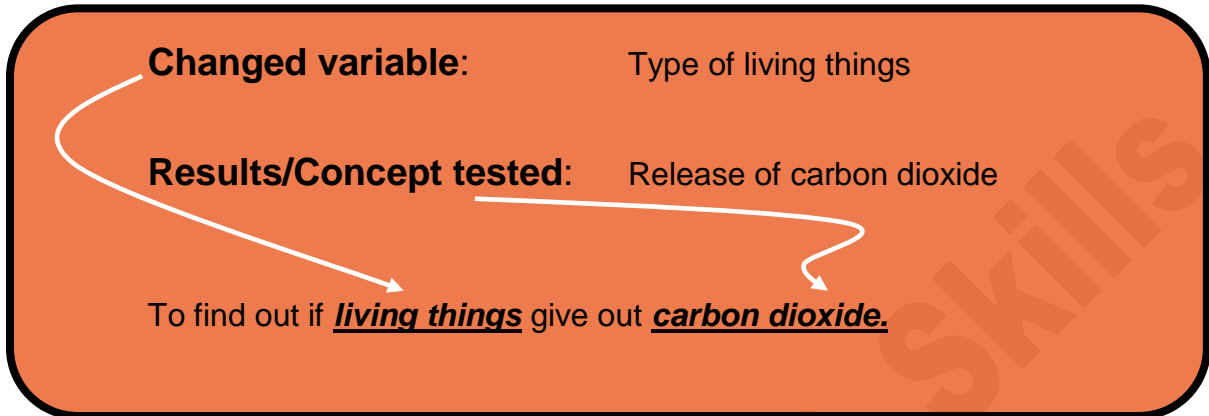 Changed variable: Type of living things
Results/Concept tested: Release of carbon dioxide
To find out if living things give out carbon dioxide.
Skills